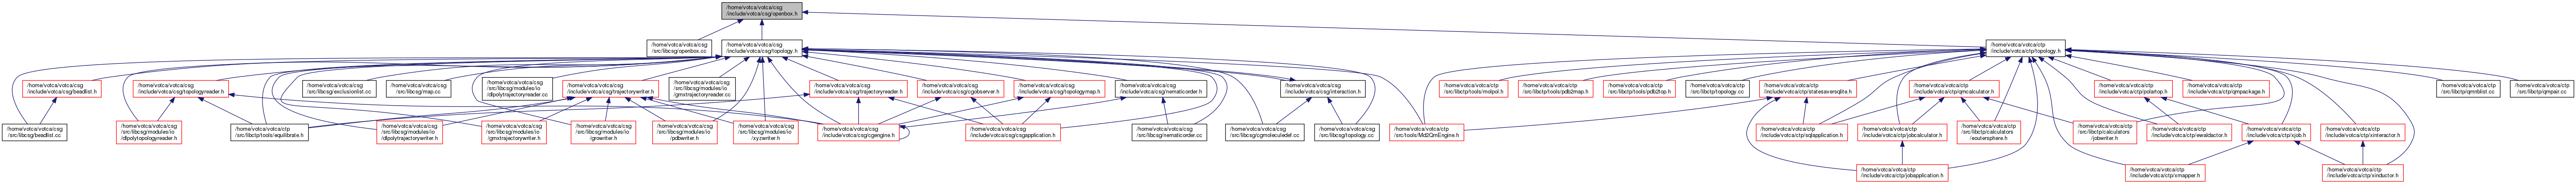 /home/votca/votca/csg
/include/votca/csg/openbox.h
/home/votca/votca/csg
/src/libcsg/openbox.cc
/home/votca/votca/csg
/include/votca/csg/topology.h
/home/votca/votca/ctp
/include/votca/ctp/topology.h
/home/votca/votca/csg
/include/votca/csg/beadlist.h
/home/votca/votca/csg
/include/votca/csg/topologyreader.h
/home/votca/votca/csg
/src/libcsg/exclusionlist.cc
/home/votca/votca/csg
/src/libcsg/map.cc
/home/votca/votca/csg
/src/libcsg/modules/io
/dlpolytrajectoryreader.cc
/home/votca/votca/csg
/include/votca/csg/trajectorywriter.h
/home/votca/votca/csg
/src/libcsg/modules/io
/gmxtrajectoryreader.cc
/home/votca/votca/csg
/include/votca/csg/trajectoryreader.h
/home/votca/votca/csg
/include/votca/csg/cgobserver.h
/home/votca/votca/csg
/include/votca/csg/topologymap.h
/home/votca/votca/csg
/include/votca/csg/nematicorder.h
/home/votca/votca/csg
/include/votca/csg/interaction.h
/home/votca/votca/ctp
/src/libctp/tools/molpol.h
/home/votca/votca/ctp
/src/libctp/tools/pdb2map.h
/home/votca/votca/ctp
/src/libctp/tools/pdb2top.h
/home/votca/votca/ctp
/src/libctp/topology.cc
/home/votca/votca/ctp
/include/votca/ctp/statesaversqlite.h
/home/votca/votca/ctp
/include/votca/ctp/qmcalculator.h
/home/votca/votca/ctp
/include/votca/ctp/polartop.h
/home/votca/votca/ctp
/include/votca/ctp/qmpackage.h
/home/votca/votca/ctp
/src/libctp/qmnblist.cc
/home/votca/votca/ctp
/src/libctp/qmpair.cc
/home/votca/votca/csg
/src/libcsg/beadlist.cc
/home/votca/votca/csg
/src/libcsg/modules/io
/dlpolytopologyreader.h
/home/votca/votca/ctp
/src/libctp/tools/equilibrate.h
/home/votca/votca/csg
/src/libcsg/modules/io
/dlpolytrajectorywriter.h
/home/votca/votca/csg
/src/libcsg/modules/io
/gmxtrajectorywriter.h
/home/votca/votca/csg
/src/libcsg/modules/io
/growriter.h
/home/votca/votca/csg
/src/libcsg/modules/io
/pdbwriter.h
/home/votca/votca/csg
/src/libcsg/modules/io
/xyzwriter.h
/home/votca/votca/csg
/include/votca/csg/cgengine.h
/home/votca/votca/csg
/include/votca/csg/csgapplication.h
/home/votca/votca/csg
/src/libcsg/nematicorder.cc
/home/votca/votca/csg
/src/libcsg/cgmoleculedef.cc
/home/votca/votca/csg
/src/libcsg/topology.cc
/home/votca/votca/ctp
/src/tools/Md2QmEngine.h
/home/votca/votca/ctp
/include/votca/ctp/sqlapplication.h
/home/votca/votca/ctp
/include/votca/ctp/jobcalculator.h
/home/votca/votca/ctp
/src/libctp/calculators
/eoutersphere.h
/home/votca/votca/ctp
/src/libctp/calculators
/jobwriter.h
/home/votca/votca/ctp
/include/votca/ctp/ewaldactor.h
/home/votca/votca/ctp
/include/votca/ctp/xjob.h
/home/votca/votca/ctp
/include/votca/ctp/xinteractor.h
/home/votca/votca/ctp
/include/votca/ctp/jobapplication.h
/home/votca/votca/ctp
/include/votca/ctp/xmapper.h
/home/votca/votca/ctp
/include/votca/ctp/xinductor.h